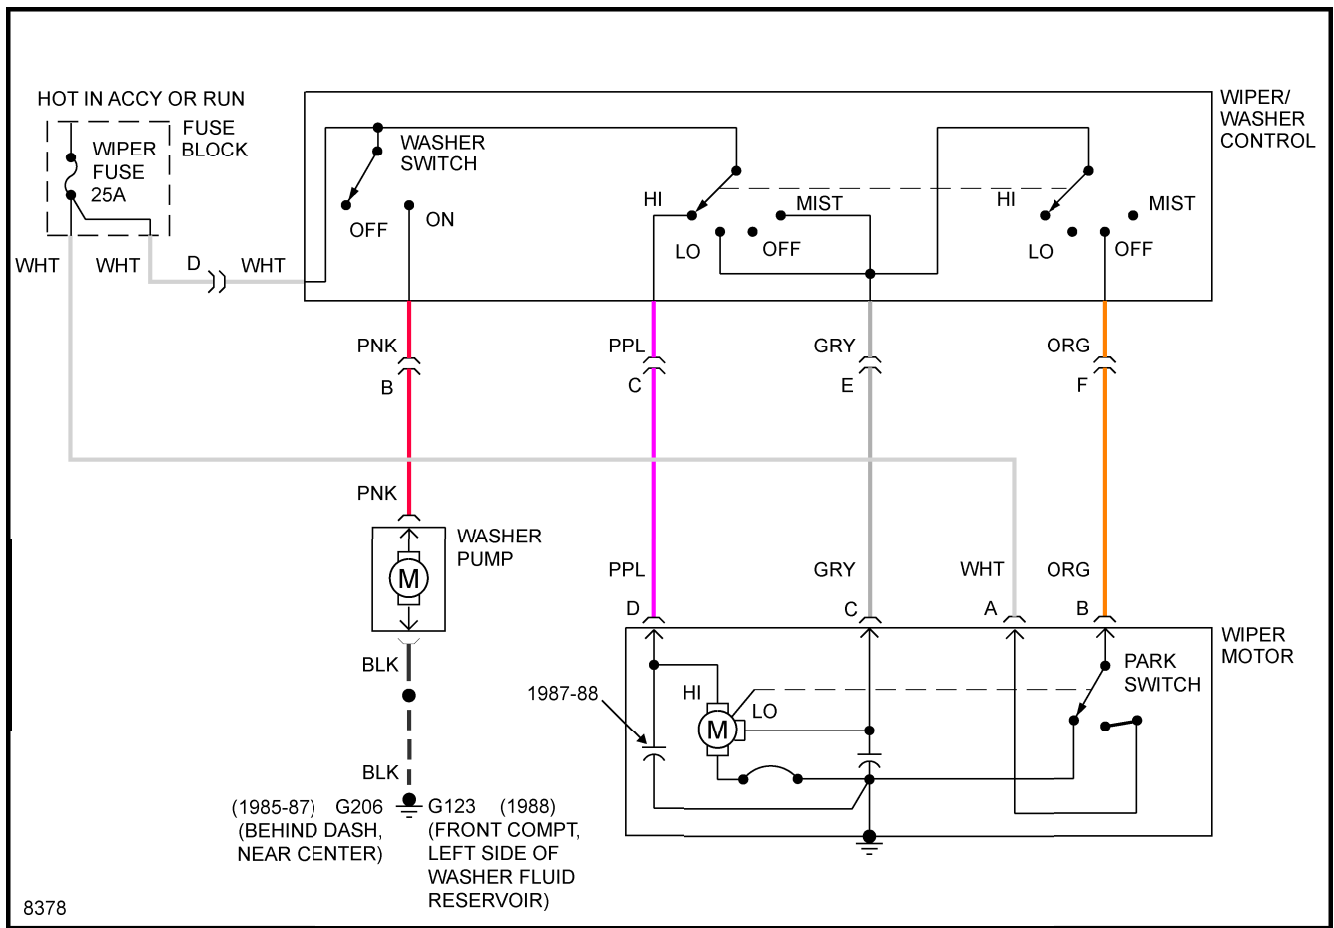 HOT IN ACCY OR RUN
FUSE
BLOCK
WIPER
FUSE
25A
WIPER/
WASHER
CONTROL
WASHER
SWITCH
OFF
ON
HI
MIST
LO
OFF
HI
MIST
LO
OFF
WHT
WHT
D
WHT
PNK
B
PPL
C
GRY
E
ORG
F
PNK
WASHER
PUMP
M
PPL
D
GRY
C
WHT
A
ORG
B
WIPER
MOTOR
BLK
1987-88
HI
LO
M
PARK
SWITCH
BLK
(1985-87) G206
(BEHIND DASH,
NEAR CENTER)
G123 (1988)
(FRONT COMPT,
LEFT SIDE OF
WASHER FLUID
RESERVOIR)
8378